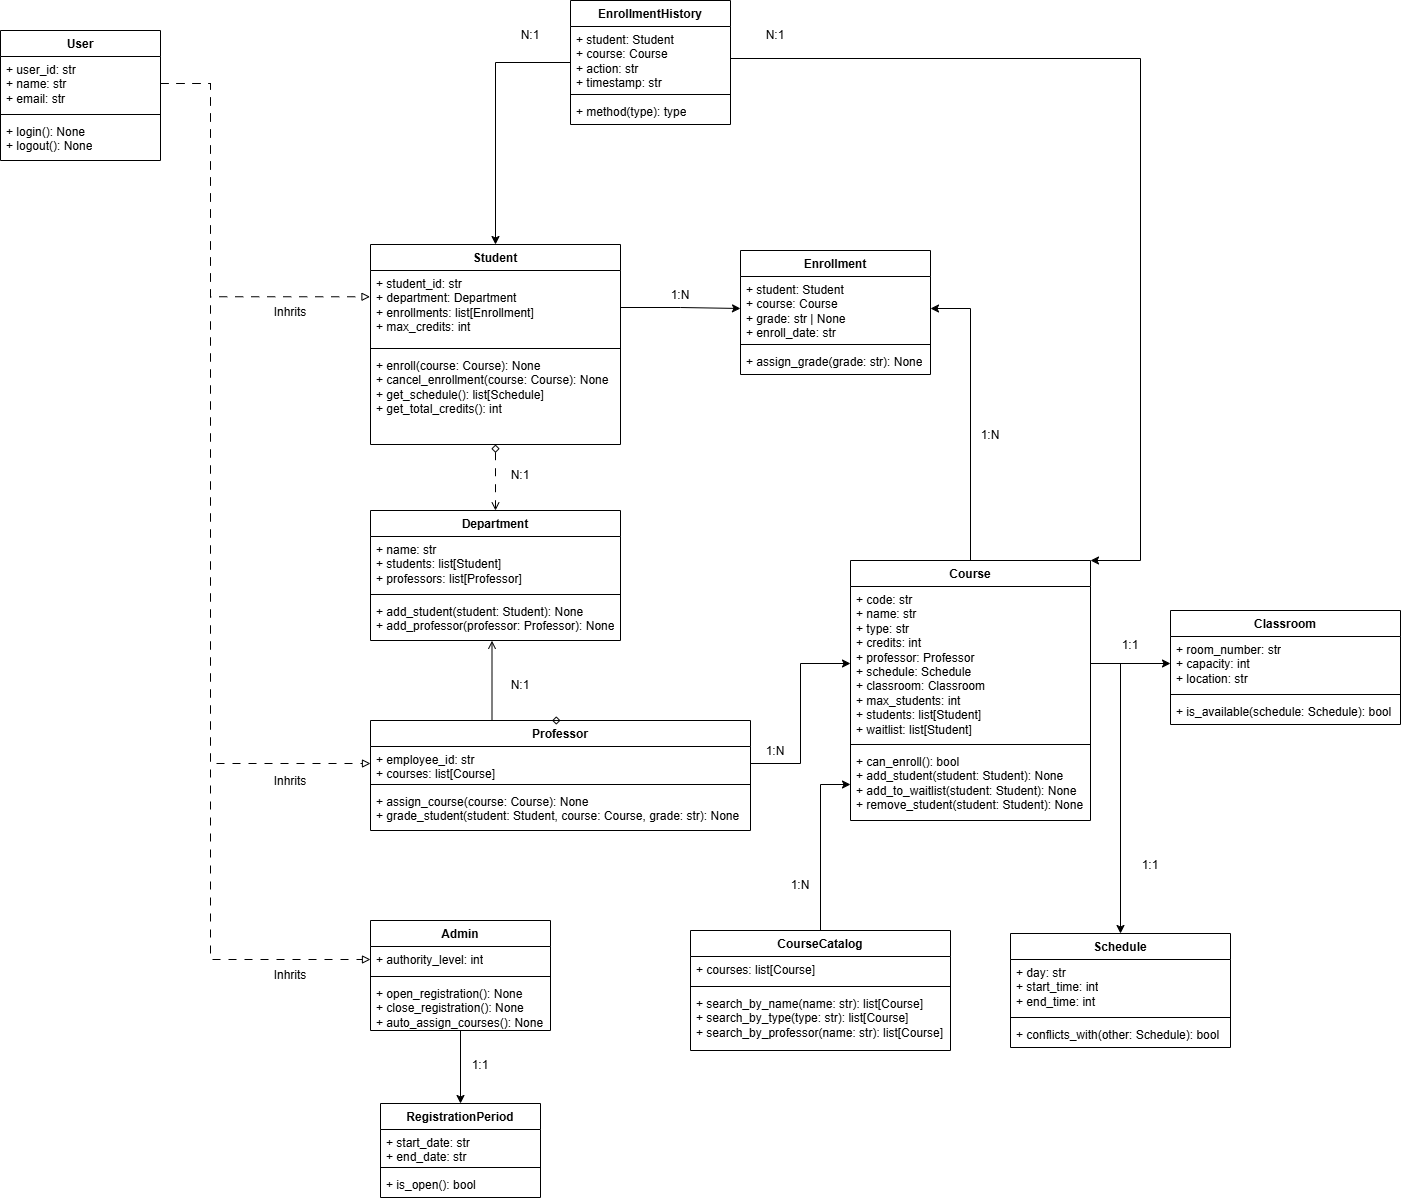 EnrollmentHistory
+ student: Student
+ course: Course
+ action: str
+ timestamp: str
+ method(type): type
N:1
N:1
User
+ user_id: str
+ name: str
+ email: str
+ login(): None
+ logout(): None
Student
+ student_id: str
+ department: Department
+ enrollments: list[Enrollment]
+ max_credits: int
+ enroll(course: Course): None
+ cancel_enrollment(course: Course): None
+ get_schedule(): list[Schedule]
+ get_total_credits(): int
Inhrits
1:N
Enrollment
+ student: Student
+ course: Course
+ grade: str | None
+ enroll_date: str
+ assign_grade(grade: str): None
1:N
N:1
Department
+ name: str
+ students: list[Student]
+ professors: list[Professor]
+ add_student(student: Student): None
+ add_professor(professor: Professor): None
N:1
Professor
+ employee_id: str
+ courses: list[Course]
+ assign_course(course: Course): None
+ grade_student(student: Student, course: Course, grade: str): None
Inhrits
1:N
Course
+ code: str
+ name: str
+ type: str
+ credits: int
+ professor: Professor
+ schedule: Schedule
+ classroom: Classroom
+ max_students: int
+ students: list[Student]
+ waitlist: list[Student]
+ can_enroll(): bool
+ add_student(student: Student): None
+ add_to_waitlist(student: Student): None
+ remove_student(student: Student): None
1:1
Classroom
+ room_number: str
+ capacity: int
+ location: str
+ is_available(schedule: Schedule): bool
1:1
1:N
Admin
+ authority_level: int
+ open_registration(): None
+ close_registration(): None
+ auto_assign_courses(): None
Inhrits
CourseCatalog
+ courses: list[Course]
+ search_by_name(name: str): list[Course]
+ search_by_type(type: str): list[Course]
+ search_by_professor(name: str): list[Course]
Schedule
+ day: str
+ start_time: int
+ end_time: int
+ conflicts_with(other: Schedule): bool
1:1
RegistrationPeriod
+ start_date: str
+ end_date: str
+ is_open(): bool